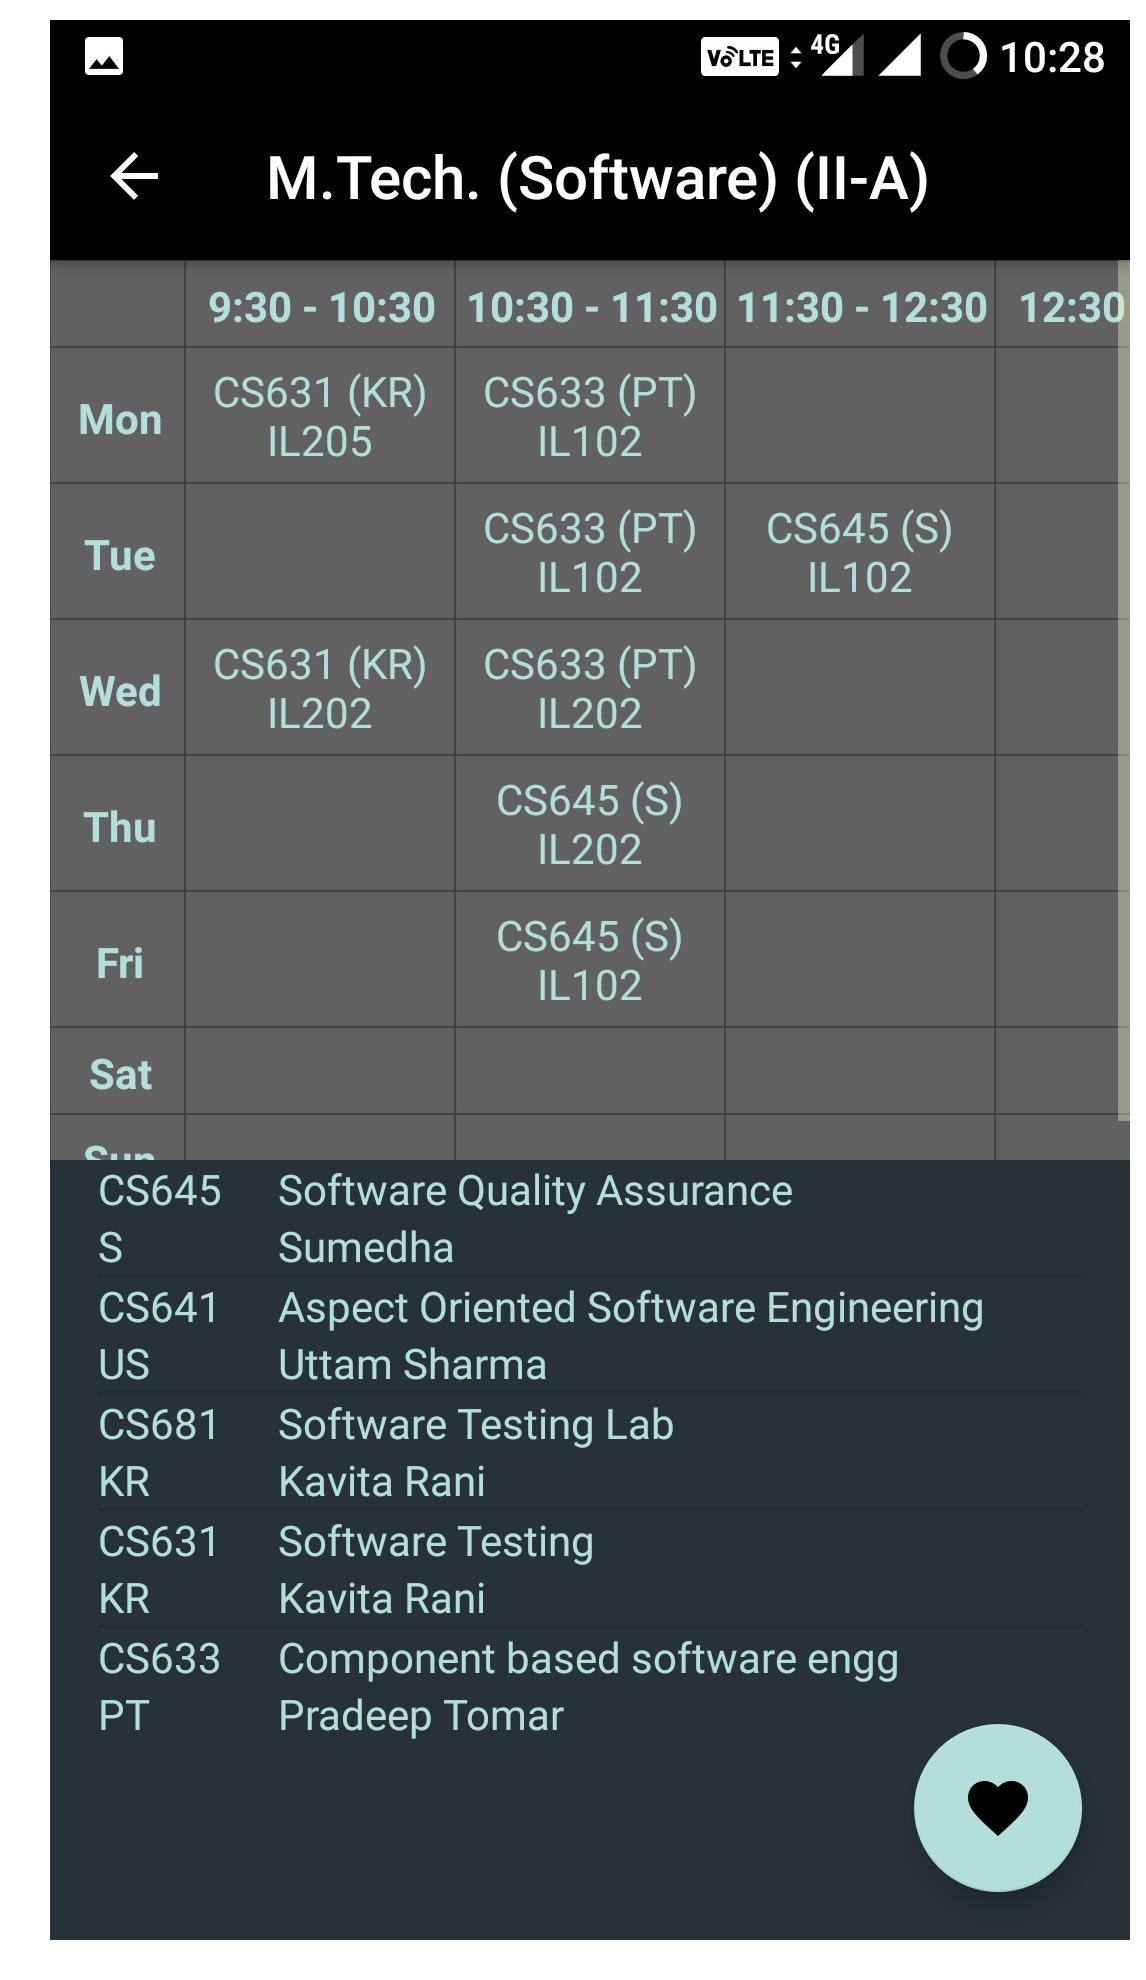 VoLTE 4G 10:28
M.Tech. (Software) (II-A)
9:30 - 10:30 10:30 - 11:30 11:30 - 12:30 12:30
Mon CS631 (KR) IL205 CS633 (PT) IL102
Tue CS633 (PT) IL102 CS645 (S) IL102
Wed CS631 (KR) IL202 CS633 (PT) IL202
Thu CS645 (S) IL202
Fri CS645 (S) IL102
Sat
Sun
CS645 Software Quality Assurance
S Sumedha
CS641 Aspect Oriented Software Engineering
US Uttam Sharma
CS681 Software Testing Lab
KR Kavita Rani
CS631 Software Testing
KR Kavita Rani
CS633 Component based software engg
PT Pradeep Tomar